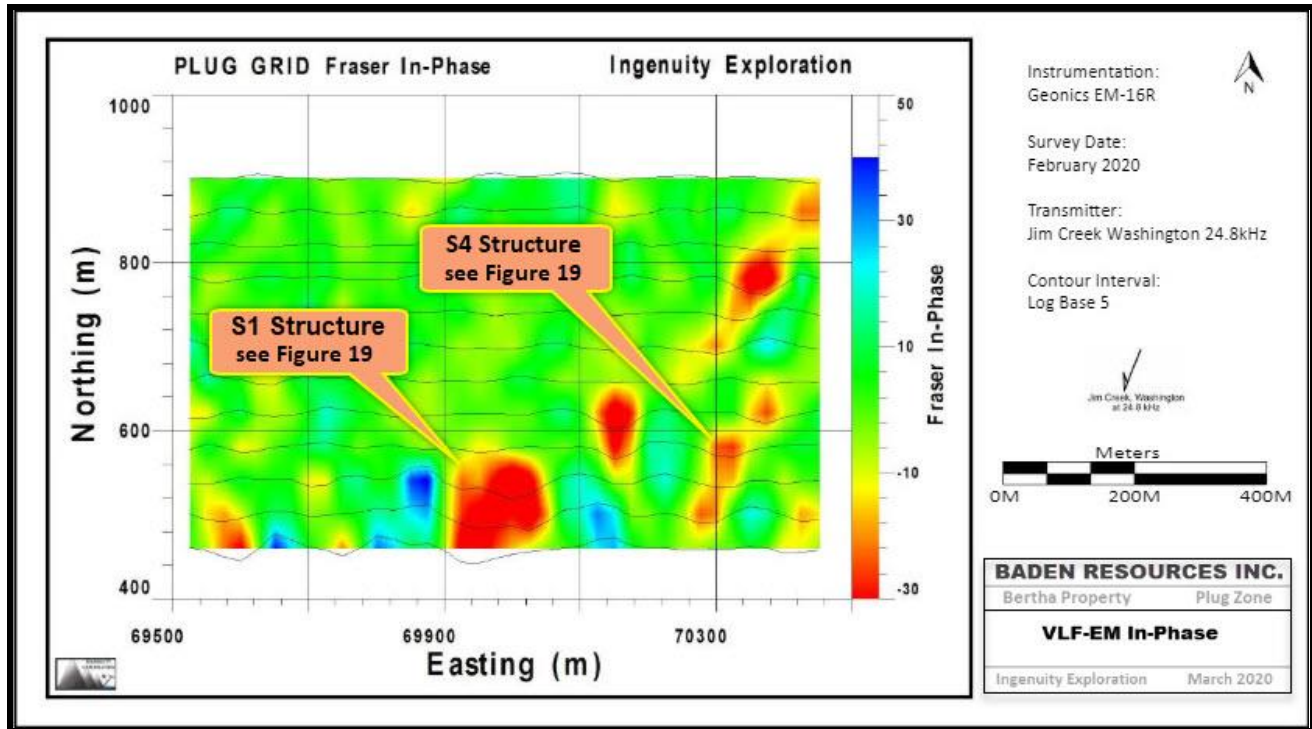 PLUG GRID Fraser In-Phase
Ingenuity Exploration
1000
800
600
400
Northing (m)
69500
69900
70300
Easting (m)
S1 Structure
see Figure 19
S4 Structure
see Figure 19
50
30
10
-10
-30
Fraser In-Phase
Instrumentation:
Geonics EM-16R
N
Survey Date:
February 2020
Transmitter:
Jim Creek Washington 24.8kHz
Contour Interval:
Log Base 5
Jim Creek, Washington
at 24.8 kHz
Meters
0M
200M
400M
BADEN RESOURCES INC.
Bertha Property Plug Zone
VLF-EM In-Phase
Ingenuity Exploration March 2020